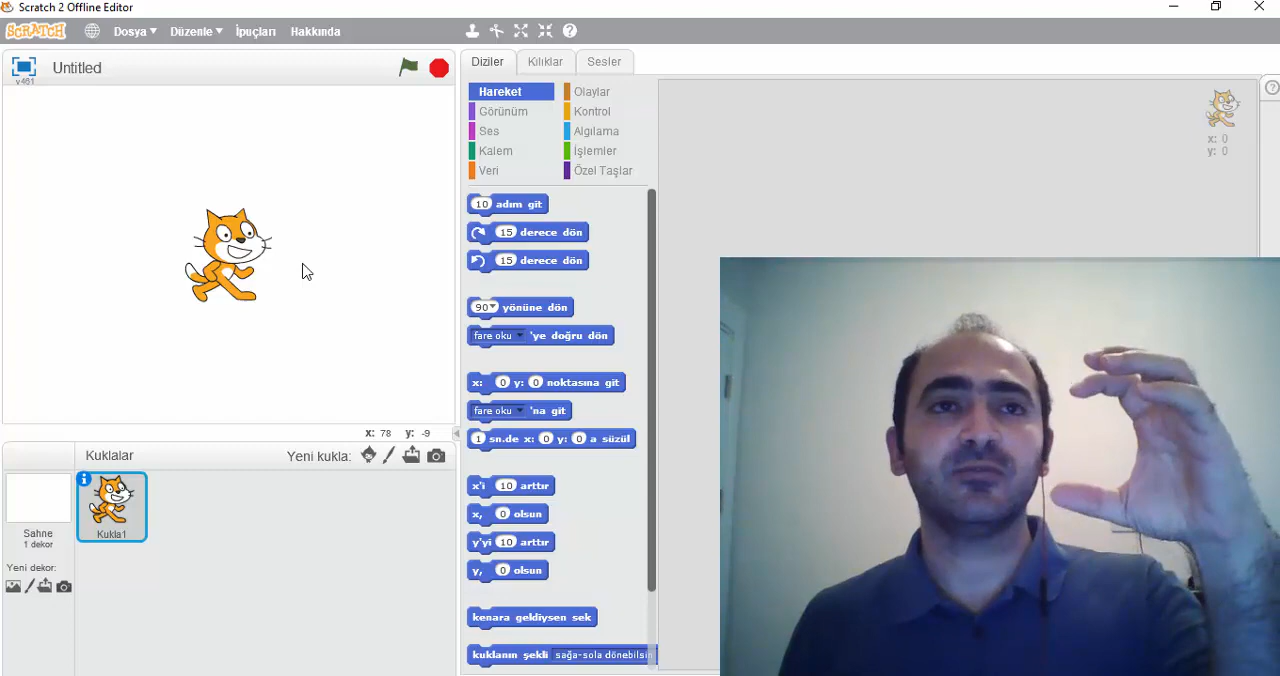 Scratch 2 Offline Editor
SCRATCH Dosya Düzenle İpuçları Hakkında
v461
Untitled
Diziler Kılıklar Sesler
Hareket Olaylar
Görünüm Kontrol
Ses Algılama
Kalem İşlemler
Veri Özel Taşlar
x: 0
y: 0
10 adım git
15 derece dön
15 derece dön
90 yönüne dön
fare oku 'ye doğru dön
x: 0 y: 0 noktasına git
fare oku 'na git
1 sn.de x: 0 y: 0 a süzül
x'i 10 arttır
x, 0 olsun
y'yi 10 arttır
y, 0 olsun
kenara geldiysen sek
kuklanın şekli sağa-sola dönebilsin
x: 78 y: -9
Kuklalar Yeni kukla:
Kukla1
Sahne
1 dekor
Yeni dekor: